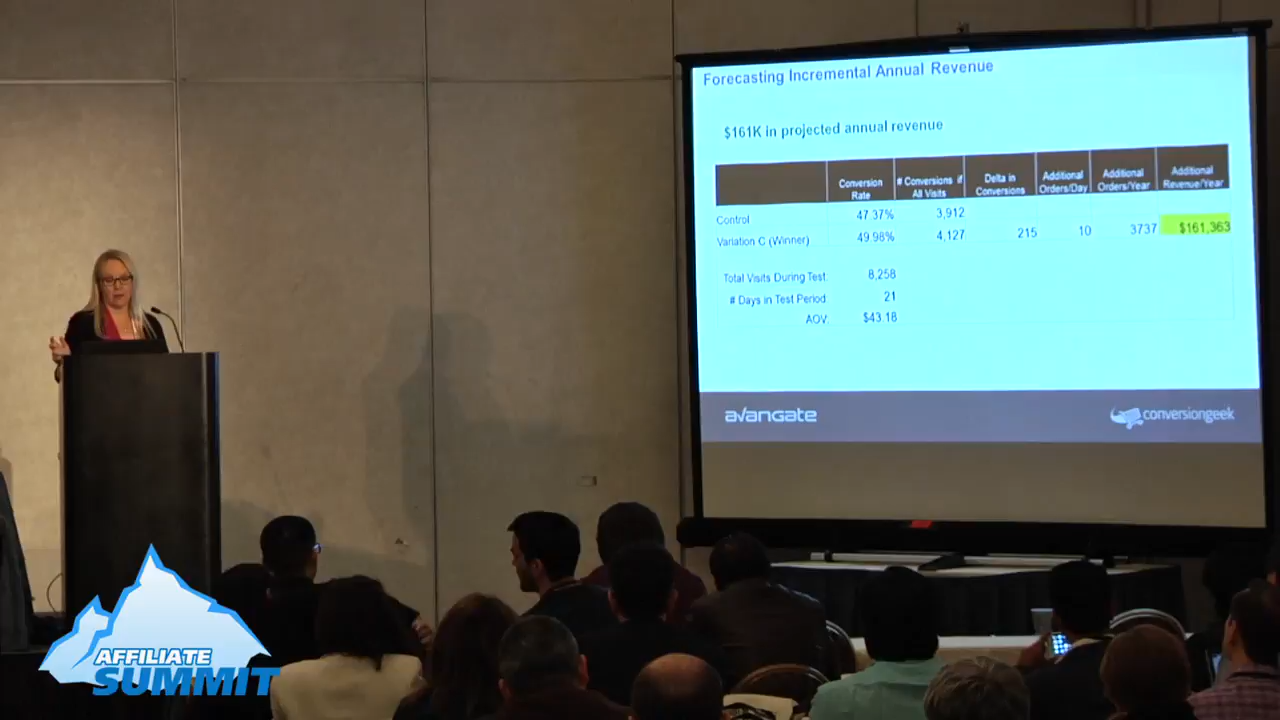 Forecasting Incremental Annual Revenue
$161K in projected annual revenue
Conversion Rate # Conversions if All Visits Delta in Conversions Additional Orders/Day Additional Orders/Year Additional Revenue/Year
Control 47.37% 3,912
Variation C (Winner) 49.98% 4,127 215 10 3737 $161,363
Total Visits During Test: 8,258
# Days in Test Period: 21
AOV: $43.18
avangate conversiongeek
AFFILIATE
SUMMIT